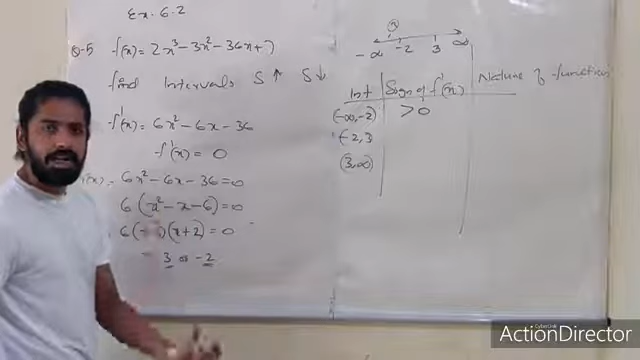 Ex. 6.2
Q-5 f(x) = 2x³ - 3x² - 36x + 7
find Intervals S ↑ S ↓
f'(x) = 6x² - 6x - 36
f'(x) = 0
6x² - 6x - 36 = 0
6(x² - x - 6) = 0
(x + 2) = 0
3 or -2
-∞ -2 3 ∞
Int Sign of f'(x) Nature of function
(-∞, -2) > 0
(-2, 3
(3, ∞)
CyberLink
ActionDirector